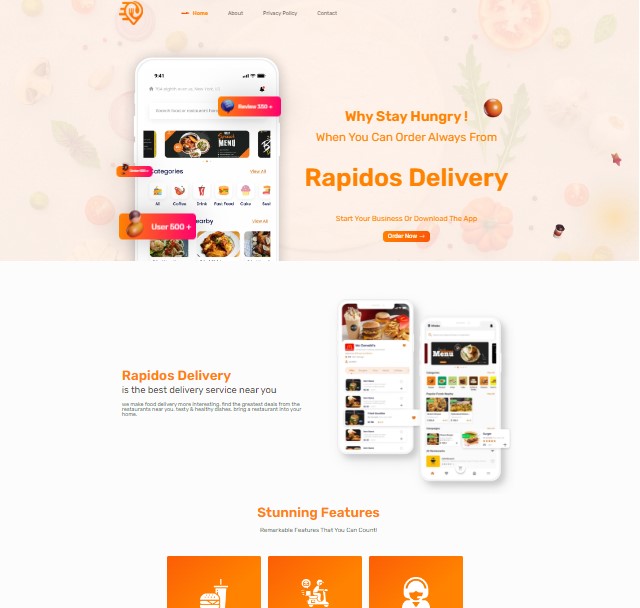 Home
About
Privacy Policy
Contact
9:41
Review 350 +
MENU
Categories
View All
All
Coffee
Drink
Fast Food
Cake
User 500 +
Nearby
View All
Why Stay Hungry !
When You Can Order Always From
Rapidos Delivery
Start Your Business Or Download The App
Order Now →
Rapidos Delivery
is the best delivery service near you
we make food delivery more interesting. find the greatest deals from the
restaurants near you. tasty & healthy dishes. bring a restaurant into your
home.
Menu
Stunning Features
Remarkable Features That You Can Count!